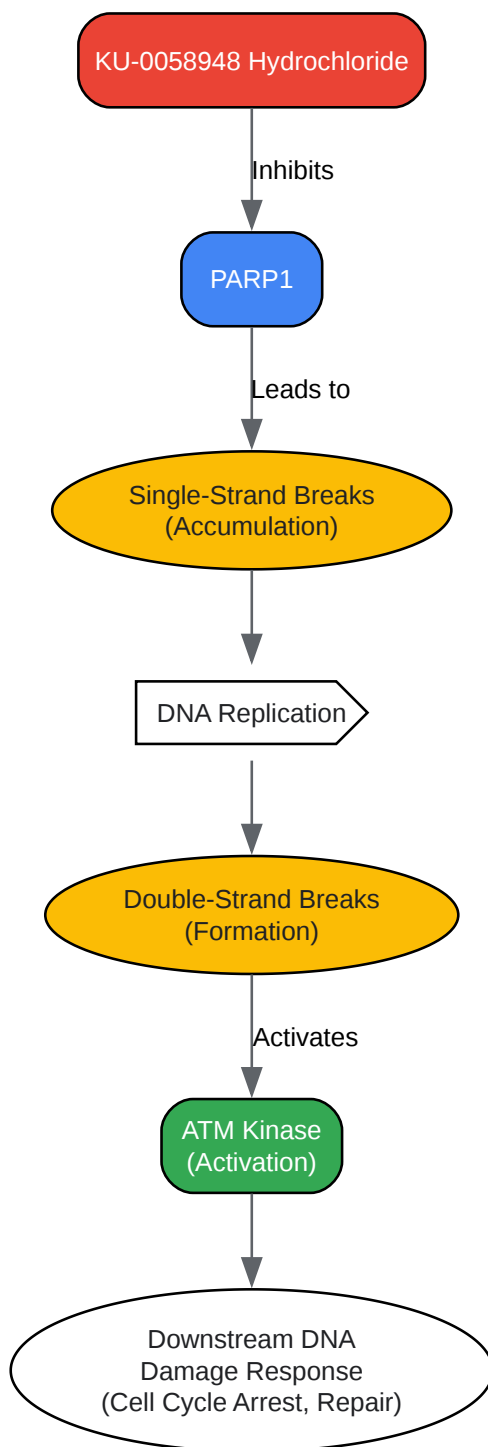 KU-0058948 Hydrochloride
Inhibits
PARP1
Leads to
Single-Strand Breaks
(Accumulation)
DNA Replication
Double-Strand Breaks
(Formation)
Activates
ATM Kinase
(Activation)
Downstream DNA
Damage Response
(Cell Cycle Arrest, Repair)